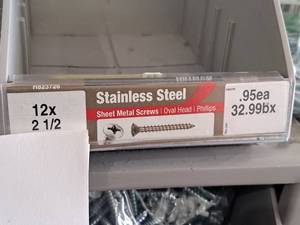 H823726
12x
2 1/2
Stainless Steel
Sheet Metal Screws | Oval Head | Phillips
.95ea
32.99bx